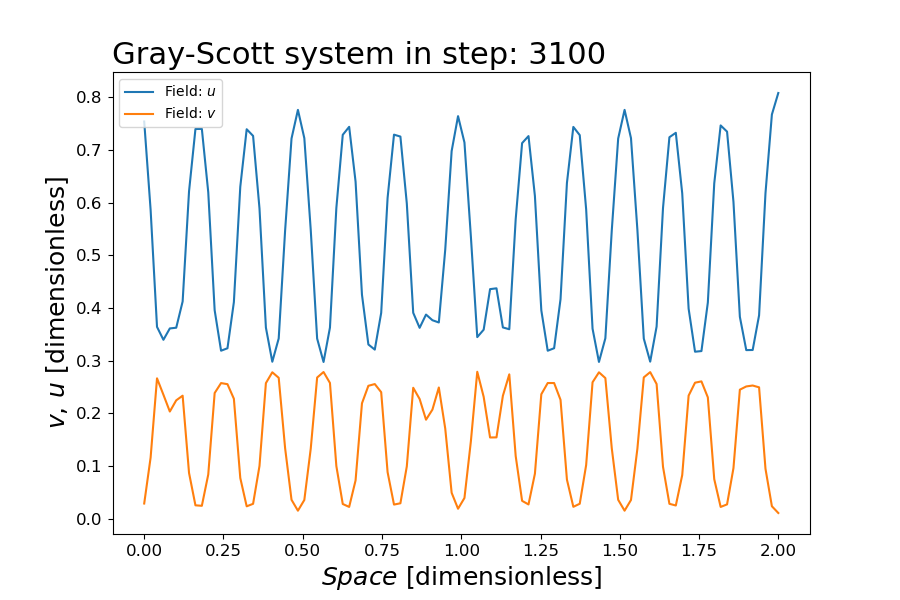 Gray-Scott system in step: 3100
Field: u
Field: v
0.8
0.7
0.6
0.5
0.4
0.3
0.2
0.1
0.0
v, u [dimensionless]
0.00 0.25 0.50 0.75 1.00 1.25 1.50 1.75 2.00
Space [dimensionless]